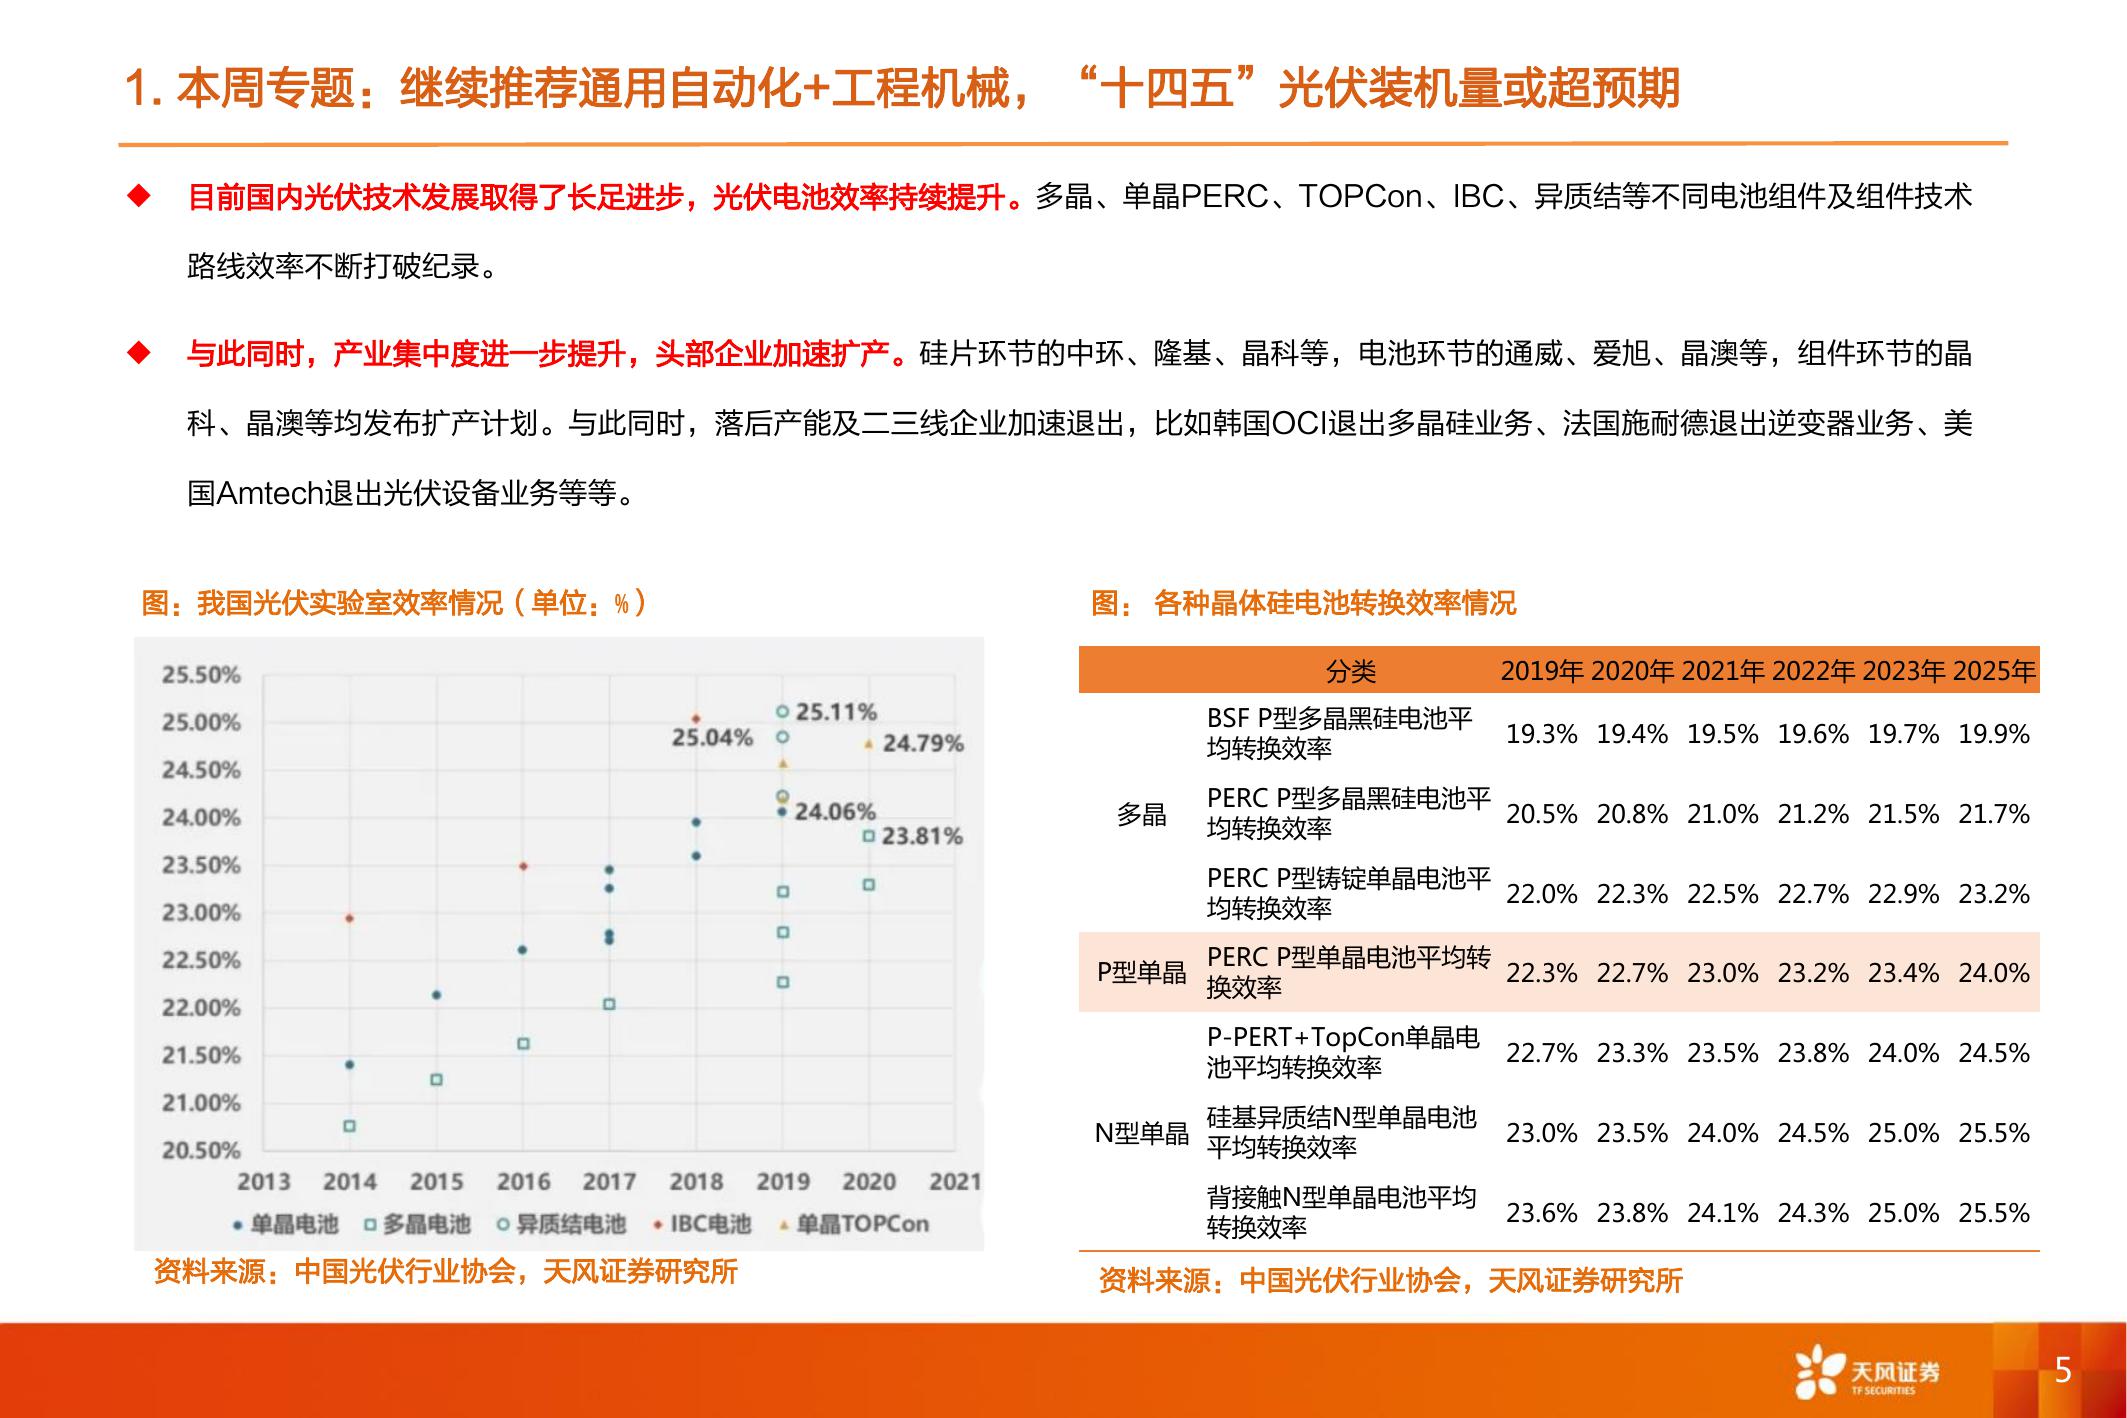 1. 本周专题：继续推荐通用自动化+工程机械，“十四五”光伏装机量或超预期
目前国内光伏技术发展取得了长足进步，光伏电池效率持续提升。多晶、单晶PERC、TOPCon、IBC、异质结等不同电池组件及组件技术
路线效率不断打破纪录。
与此同时，产业集中度进一步提升，头部企业加速扩产。硅片环节的中环、隆基、晶科等，电池环节的通威、爱旭、晶澳等，组件环节的晶
科、晶澳等均发布扩产计划。与此同时，落后产能及二三线企业加速退出，比如韩国OCI退出多晶硅业务、法国施耐德退出逆变器业务、美
国Amtech退出光伏设备业务等等。
图：我国光伏实验室效率情况（单位：%）
25.50%
25.00%
24.50%
24.00%
23.50%
23.00%
22.50%
22.00%
21.50%
21.00%
20.50%
25.11%
25.04%
24.79%
24.06%
23.81%
2013 2014 2015 2016 2017 2018 2019 2020 2021
单晶电池 多晶电池 异质结电池 IBC电池 单晶TOPCon
资料来源：中国光伏行业协会，天风证券研究所
图： 各种晶体硅电池转换效率情况
分类 2019年 2020年 2021年 2022年 2023年 2025年
多晶
BSF P型多晶黑硅电池平
均转换效率
19.3% 19.4% 19.5% 19.6% 19.7% 19.9%
PERC P型多晶黑硅电池平
均转换效率
20.5% 20.8% 21.0% 21.2% 21.5% 21.7%
PERC P型铸锭单晶电池平
均转换效率
22.0% 22.3% 22.5% 22.7% 22.9% 23.2%
P型单晶
PERC P型单晶电池平均转
换效率
22.3% 22.7% 23.0% 23.2% 23.4% 24.0%
N型单晶
P-PERT+TopCon单晶电
池平均转换效率
22.7% 23.3% 23.5% 23.8% 24.0% 24.5%
硅基异质结N型单晶电池
平均转换效率
23.0% 23.5% 24.0% 24.5% 25.0% 25.5%
背接触N型单晶电池平均
转换效率
23.6% 23.8% 24.1% 24.3% 25.0% 25.5%
资料来源：中国光伏行业协会，天风证券研究所
天风证券
TF SECURITIES
5